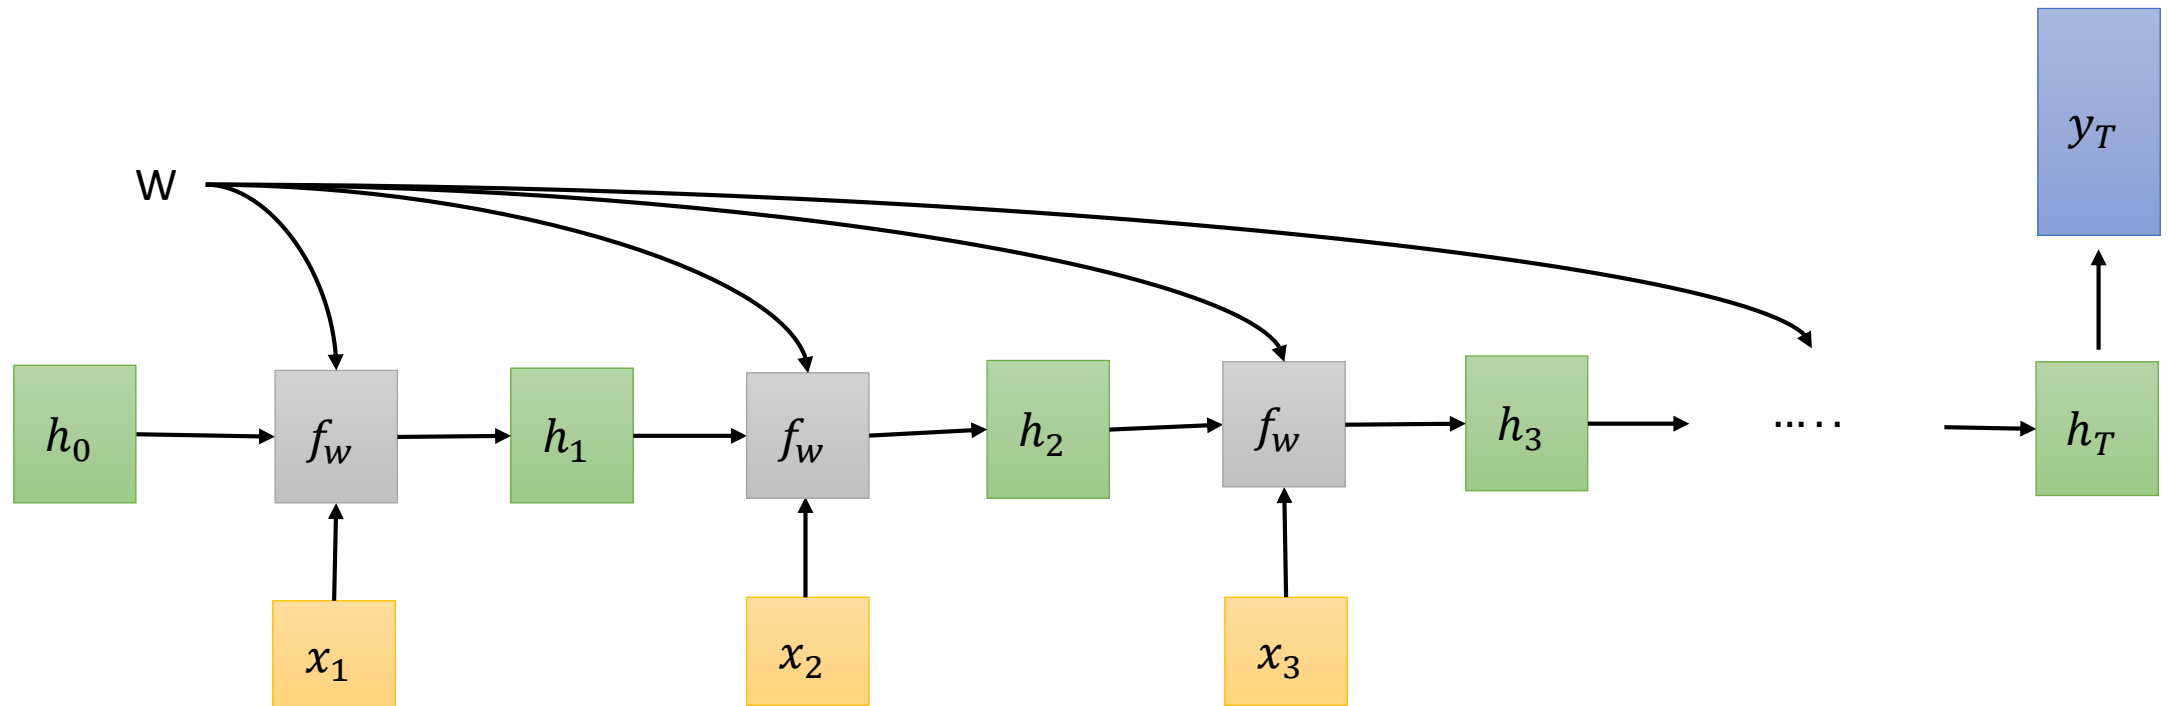 y_T
W
h_0 f_w h_1 f_w h_2 f_w h_3 ..... h_T
x_1 x_2 x_3